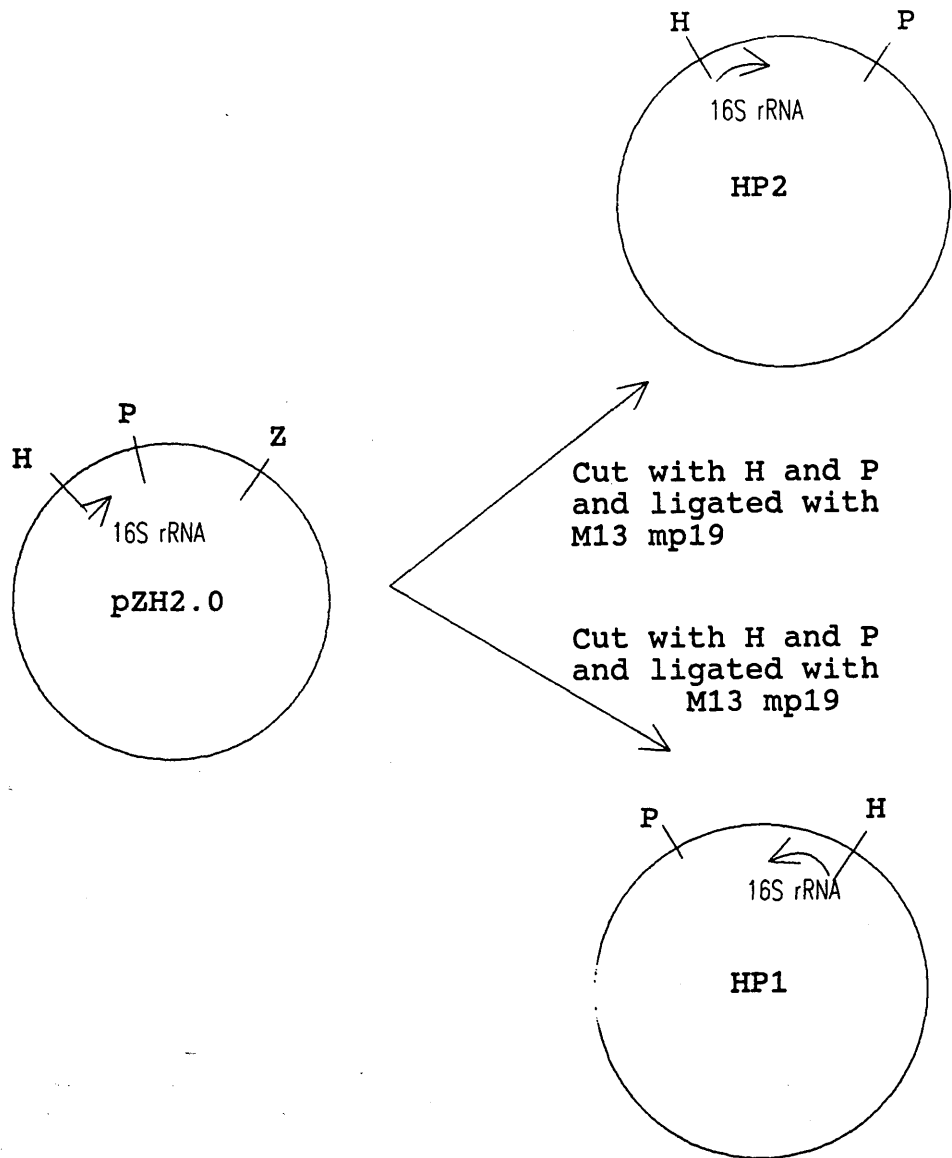 H
P
16S rRNA
HP2
P
Z
H
16S rRNA
pZH2.0
Cut with H and P
and ligated with
M13 mp19
Cut with H and P
and ligated with
M13 mp19
P
H
16S rRNA
HP1